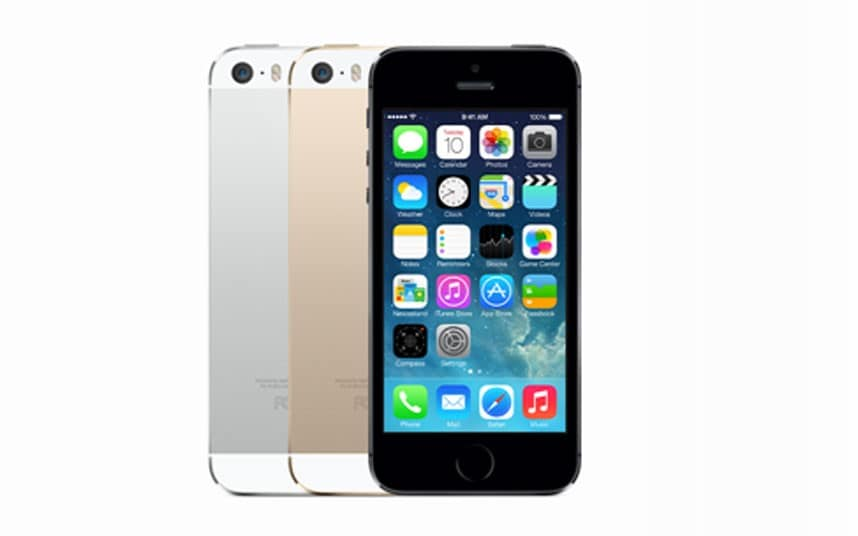 9:41 AM 100%
Tuesday
10
Messages Calendar Photos Camera
Weather Clock Maps Videos
Notes Reminders Stocks Game Center
Newsstand iTunes Store App Store Passbook
Compass Settings
Phone Mail Safari Music